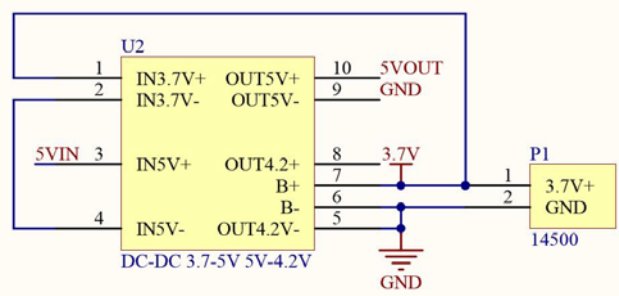 U2
1 IN3.7V+ OUT5V+ 10 5VOUT
2 IN3.7V- OUT5V- 9 GND
5VIN 3 IN5V+ OUT4.2+ 8 3.7V
B+ 7
B- 6
4 IN5V- OUT4.2V- 5
DC-DC 3.7-5V 5V-4.2V
GND
P1
1 3.7V+
2 GND
14500